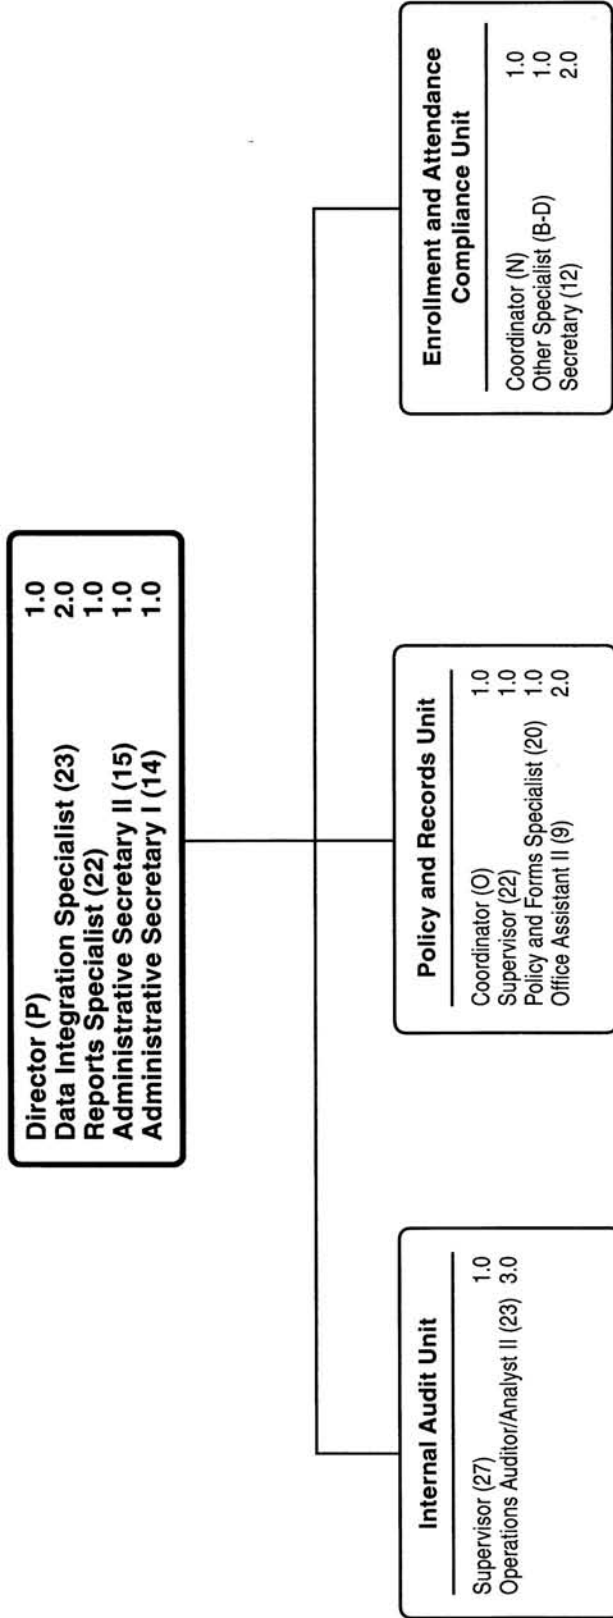 Director (P) 1.0
Data Integration Specialist (23) 2.0
Reports Specialist (22) 1.0
Administrative Secretary II (15) 1.0
Administrative Secretary I (14) 1.0
Internal Audit Unit
Supervisor (27) 1.0
Operations Auditor/Analyst II (23) 3.0
Policy and Records Unit
Coordinator (O) 1.0
Supervisor (22) 1.0
Policy and Forms Specialist (20) 1.0
Office Assistant II (9) 2.0
Enrollment and Attendance
Compliance Unit
Coordinator (N) 1.0
Other Specialist (B-D) 1.0
Secretary (12) 2.0